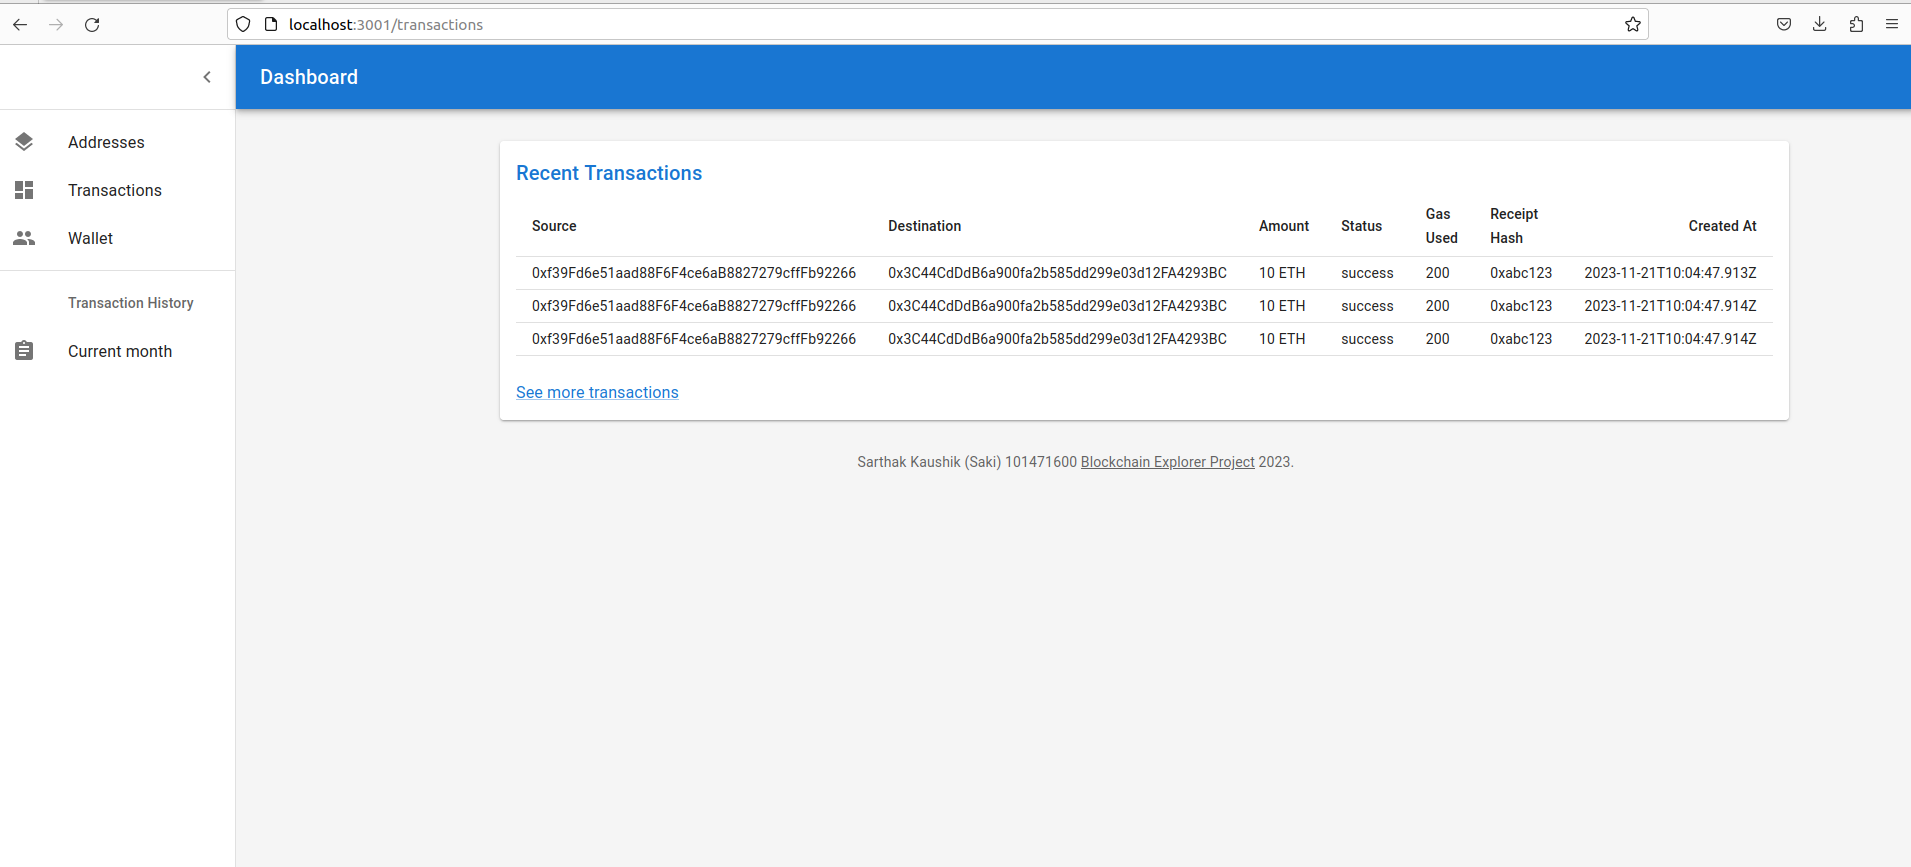 localhost:3001/transactions
Dashboard
Addresses
Transactions
Wallet
Transaction History
Current month
Recent Transactions
Source Destination Amount Status Gas Used Receipt Hash Created At
0xf39Fd6e51aad88F6F4ce6aB8827279cffFb92266 0x3C44CdDdB6a900fa2b585dd299e03d12FA4293BC 10 ETH success 200 0xabc123 2023-11-21T10:04:47.913Z
0xf39Fd6e51aad88F6F4ce6aB8827279cffFb92266 0x3C44CdDdB6a900fa2b585dd299e03d12FA4293BC 10 ETH success 200 0xabc123 2023-11-21T10:04:47.914Z
0xf39Fd6e51aad88F6F4ce6aB8827279cffFb92266 0x3C44CdDdB6a900fa2b585dd299e03d12FA4293BC 10 ETH success 200 0xabc123 2023-11-21T10:04:47.914Z
See more transactions
Sarthak Kaushik (Saki) 101471600 Blockchain Explorer Project 2023.